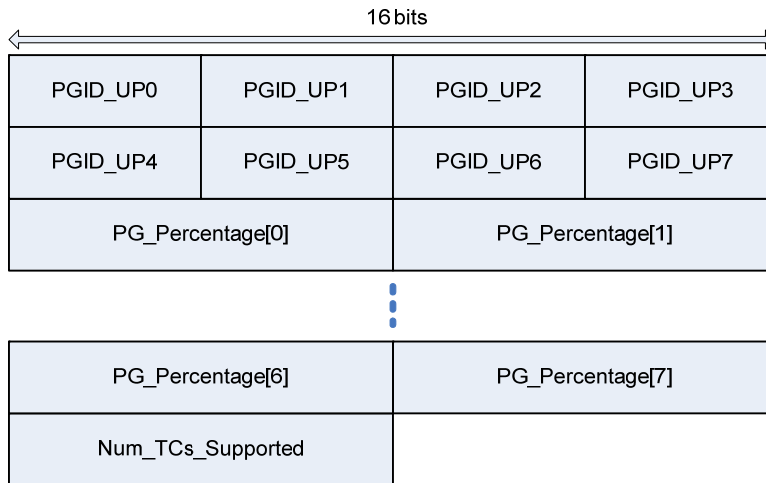 16 bits
PGID_UP0 PGID_UP1 PGID_UP2 PGID_UP3
PGID_UP4 PGID_UP5 PGID_UP6 PGID_UP7
PG_Percentage[0] PG_Percentage[1]
PG_Percentage[6] PG_Percentage[7]
Num_TCs_Supported